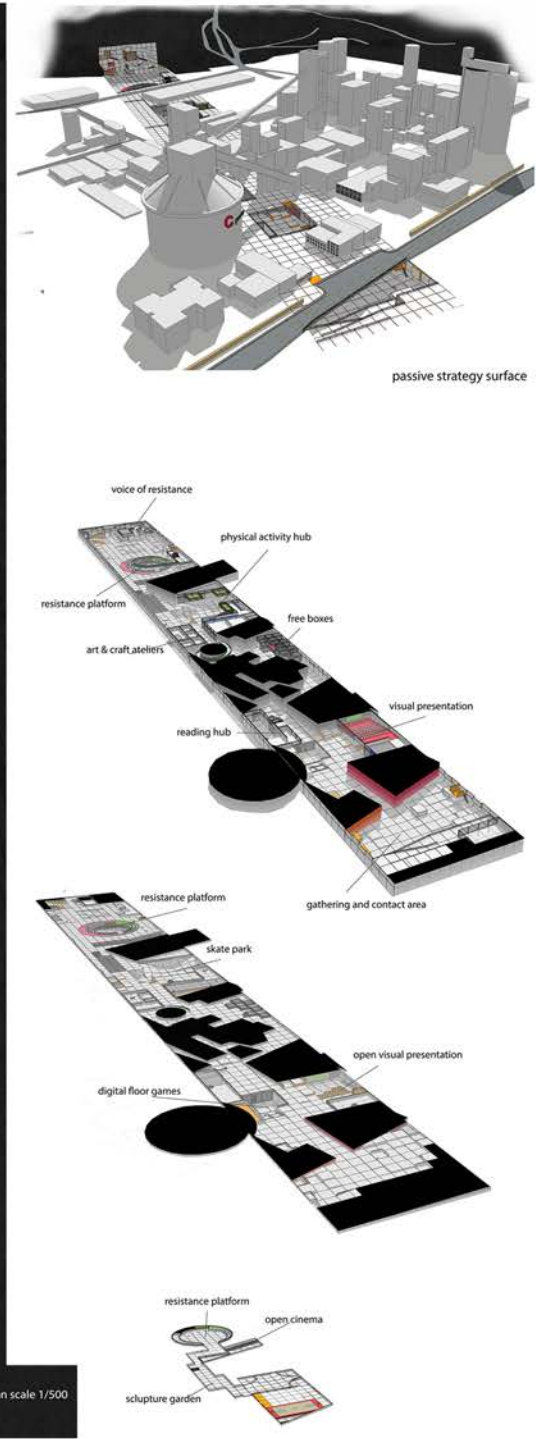 passive strategy surface
voice of resistance
physical activity hub
resistance platform
free boxes
art & craft ateliers
visual presentation
reading hub
gathering and contact area
resistance platform
skate park
open visual presentation
digital floor games
resistance platform
open cinema
sclupture garden
scale 1/500